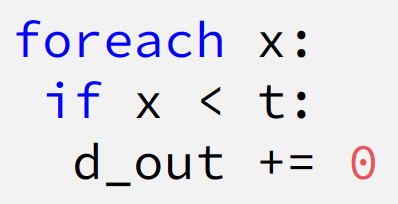 foreach x:
 if x < t:
  d_out += 0